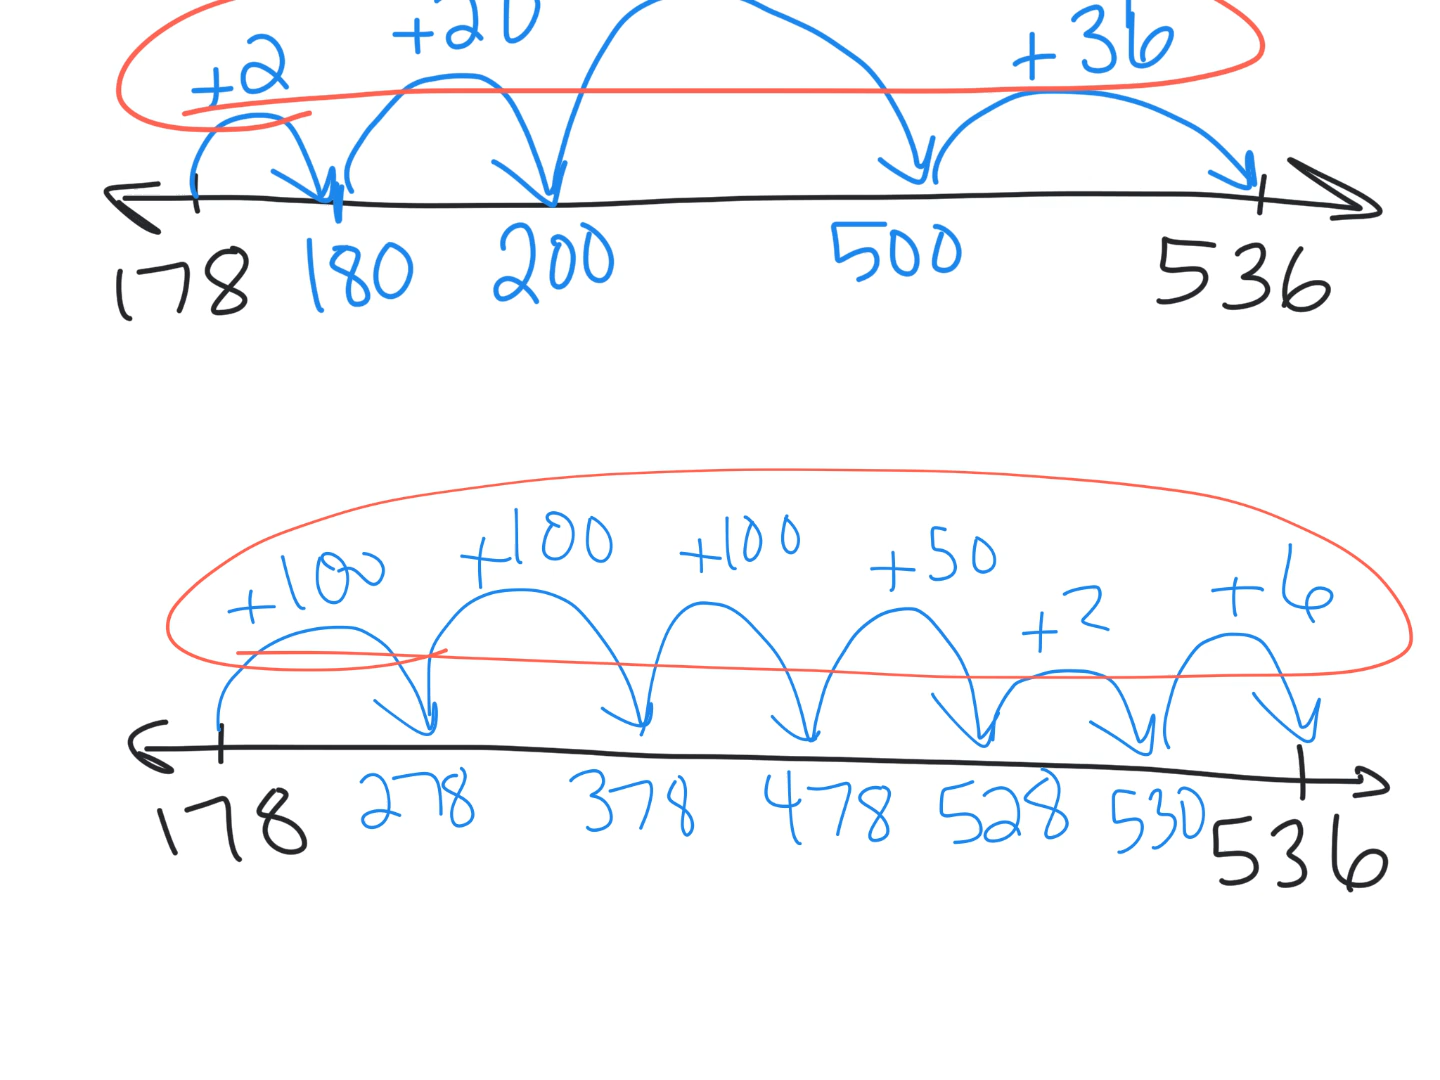 +2 +20 +36
178 180 200 500 536
+100 +100 +100 +50 +2 +6
178 278 378 478 528 530 536